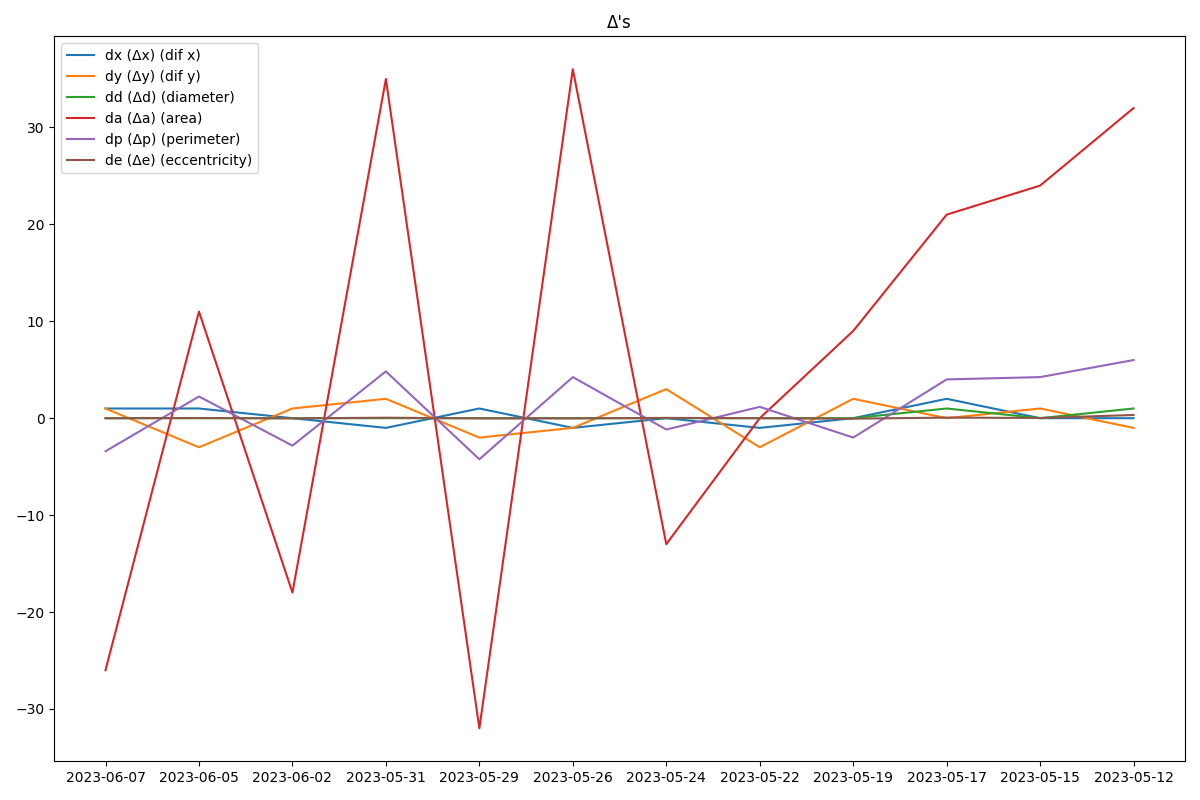 Δ's
dx (Δx) (dif x)
dy (Δy) (dif y)
dd (Δd) (diameter)
da (Δa) (area)
dp (Δp) (perimeter)
de (Δe) (eccentricity)
30
20
10
0
−10
−20
−30
2023-06-07 2023-06-05 2023-06-02 2023-05-31 2023-05-29 2023-05-26 2023-05-24 2023-05-22 2023-05-19 2023-05-17 2023-05-15 2023-05-12